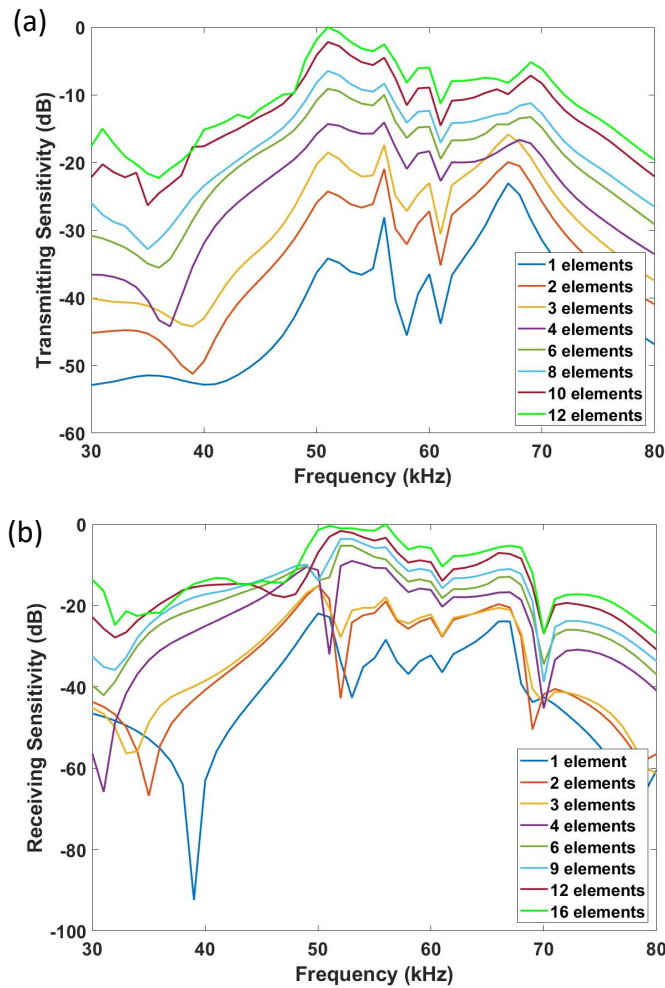 (a)
Transmitting Sensitivity (dB)
0
-10
-20
-30
-40
-50
-60
30
40
50
60
70
80
Frequency (kHz)
1 elements
2 elements
3 elements
4 elements
6 elements
8 elements
10 elements
12 elements
(b)
Receiving Sensitivity (dB)
0
-20
-40
-60
-80
-100
30
40
50
60
70
80
Frequency (kHz)
1 element
2 elements
3 elements
4 elements
6 elements
9 elements
12 elements
16 elements